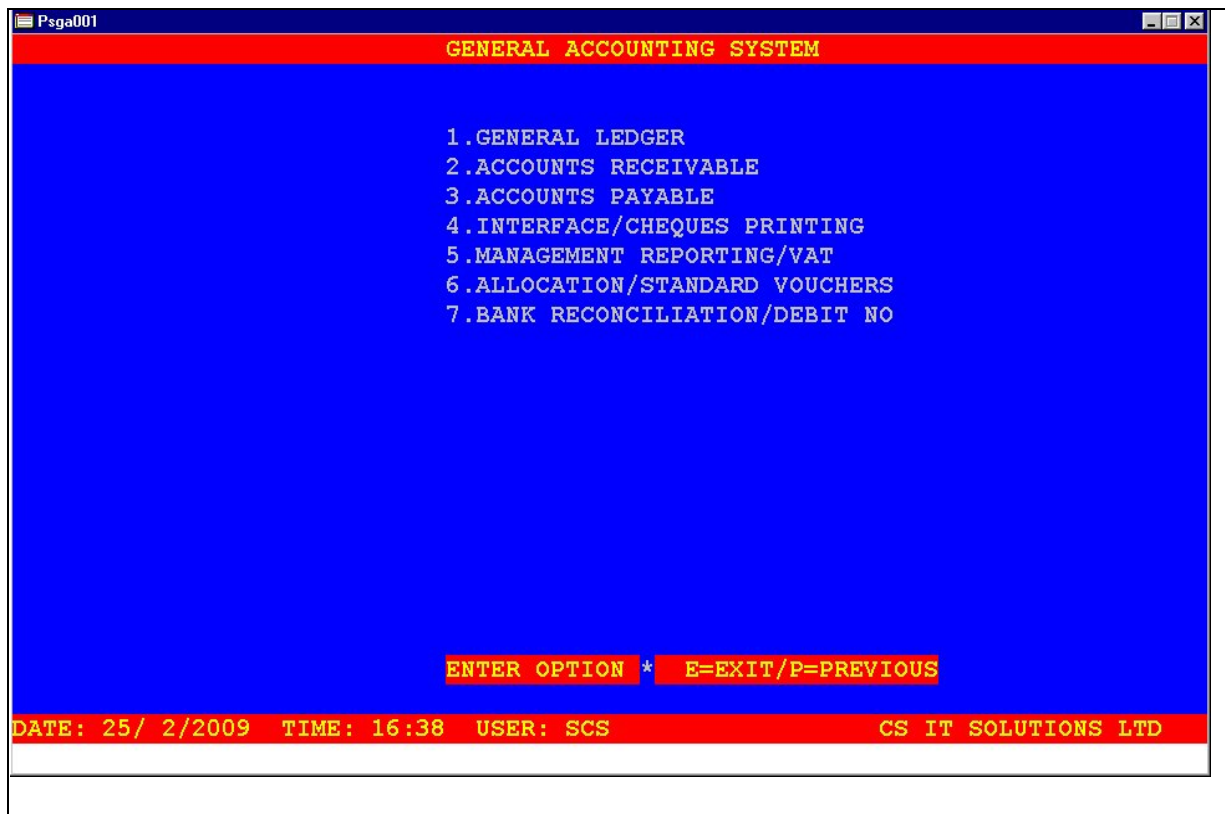 Psga001
GENERAL ACCOUNTING SYSTEM
1.GENERAL LEDGER
2.ACCOUNTS RECEIVABLE
3.ACCOUNTS PAYABLE
4.INTERFACE/CHEQUES PRINTING
5.MANAGEMENT REPORTING/VAT
6.ALLOCATION/STANDARD VOUCHERS
7.BANK RECONCILIATION/DEBIT NO
ENTER OPTION * E=EXIT/P=PREVIOUS
DATE: 25/ 2/2009 TIME: 16:38 USER: SCS CS IT SOLUTIONS LTD